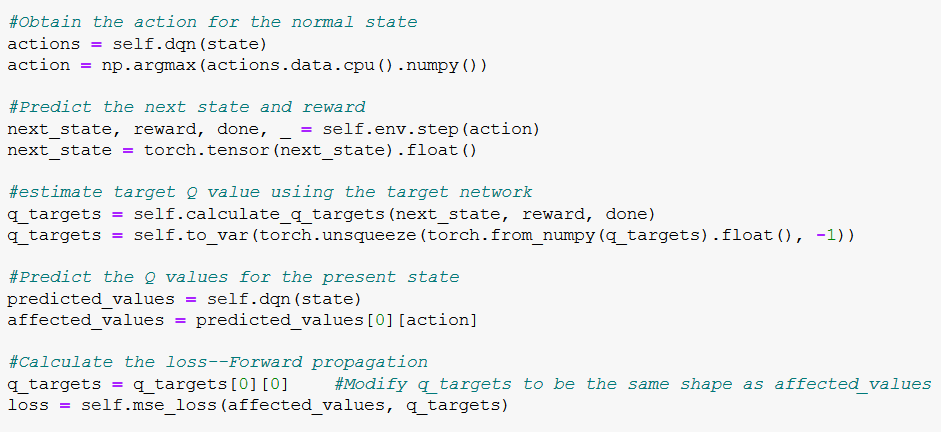 #Obtain the action for the normal state
actions = self.dqn(state)
action = np.argmax(actions.data.cpu().numpy())
#Predict the next state and reward
next_state, reward, done, _ = self.env.step(action)
next_state = torch.tensor(next_state).float()
#estimate target Q value usiing the target network
q_targets = self.calculate_q_targets(next_state, reward, done)
q_targets = self.to_var(torch.unsqueeze(torch.from_numpy(q_targets).float(), -1))
#Predict the Q values for the present state
predicted_values = self.dqn(state)
affected_values = predicted_values[0][action]
#Calculate the loss--Forward propagation
q_targets = q_targets[0][0]    #Modify q_targets to be the same shape as affected_values
loss = self.mse_loss(affected_values, q_targets)